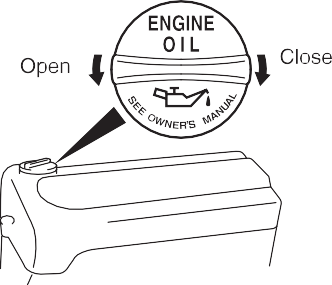 ENGINE
OIL
Open
Close
SEE OWNER'S MANUAL